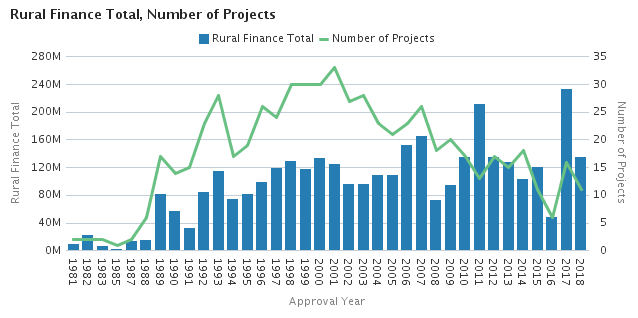 Rural Finance Total, Number of Projects
Rural Finance Total Number of Projects
280M 35
240M 30
200M 25
160M 20
120M 15
80M 10
40M 5
0M 0
Rural Finance Total
Number of Projects
1981 1982 1983 1985 1987 1988 1989 1990 1991 1992 1993 1994 1995 1996 1997 1998 1999 2000 2001 2002 2003 2004 2005 2006 2007 2008 2009 2010 2011 2012 2013 2014 2015 2016 2017 2018
Approval Year